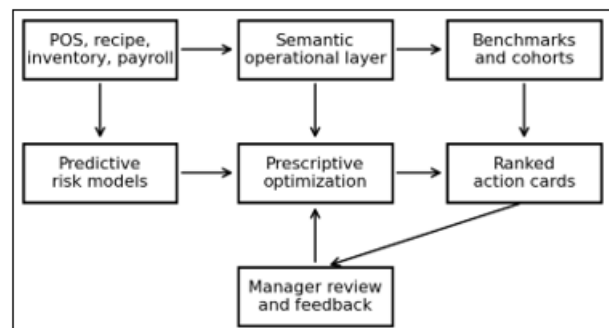 POS, recipe,
inventory, payroll
Semantic
operational layer
Benchmarks
and cohorts
Predictive
risk models
Prescriptive
optimization
Ranked
action cards
Manager review
and feedback